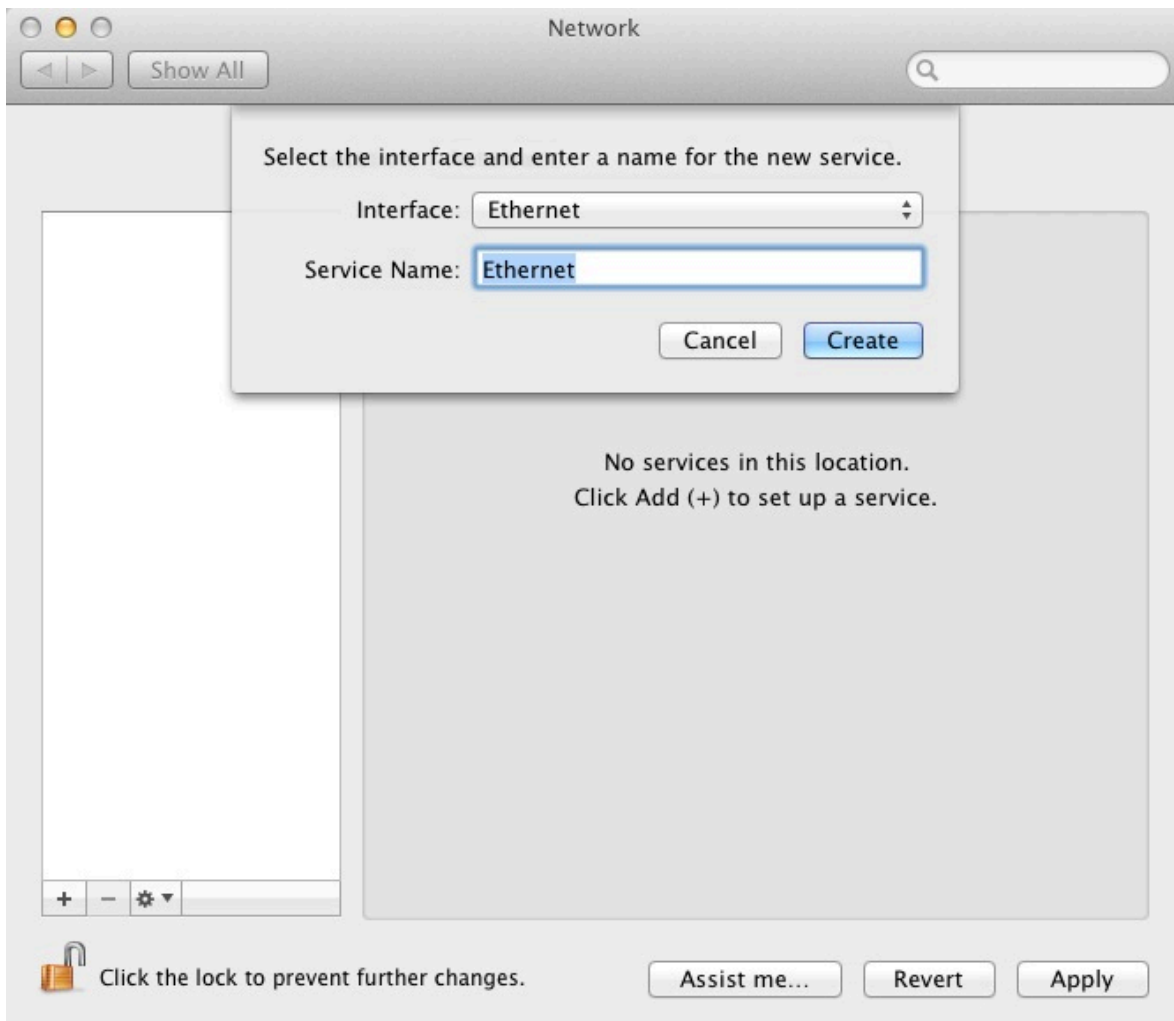 Network
Show All
Select the interface and enter a name for the new service.
Interface: Ethernet
Service Name: Ethernet
Cancel Create
No services in this location.
Click Add (+) to set up a service.
+ −
Click the lock to prevent further changes.
Assist me... Revert Apply